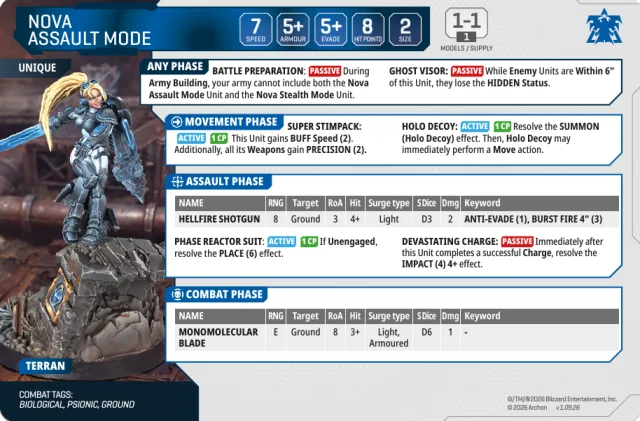 NOVA
ASSAULT MODE
7
SPEED
5+
ARMOUR
5+
EVADE
8
HIT POINTS
2
SIZE
1-1
1
MODELS / SUPPLY
UNIQUE
ANY PHASE
BATTLE PREPARATION: PASSIVE During
Army Building, your army cannot include both the Nova
Assault Mode Unit and the Nova Stealth Mode Unit.
GHOST VISOR: PASSIVE While Enemy Units are Within 6"
of this Unit, they lose the HIDDEN Status.
MOVEMENT PHASE
SUPER STIMPACK:
ACTIVE 1 CP This Unit gains BUFF Speed (2).
Additionally, all its Weapons gain PRECISION (2).
HOLO DECOY: ACTIVE 1 CP Resolve the SUMMON
(Holo Decoy) effect. Then, Holo Decoy may
immediately perform a Move action.
ASSAULT PHASE
NAME RNG Target RoA Hit Surge type SDice Dmg Keyword
HELLFIRE SHOTGUN 8 Ground 3 4+ Light D3 2 ANTI-EVADE (1), BURST FIRE 4" (3)
PHASE REACTOR SUIT: ACTIVE 1 CP If Unengaged,
resolve the PLACE (6) effect.
DEVASTATING CHARGE: PASSIVE Immediately after
this Unit completes a successful Charge, resolve the
IMPACT (4) 4+ effect.
COMBAT PHASE
NAME RNG Target RoA Hit Surge type SDice Dmg Keyword
MONOMOLECULAR E Ground 8 3+ Light, D6 1 -
BLADE Armoured
TERRAN
COMBAT TAGS:
BIOLOGICAL, PSIONIC, GROUND
©/TM/®2026 Blizzard Entertainment, Inc.
© 2026 Archon v 1.09.26